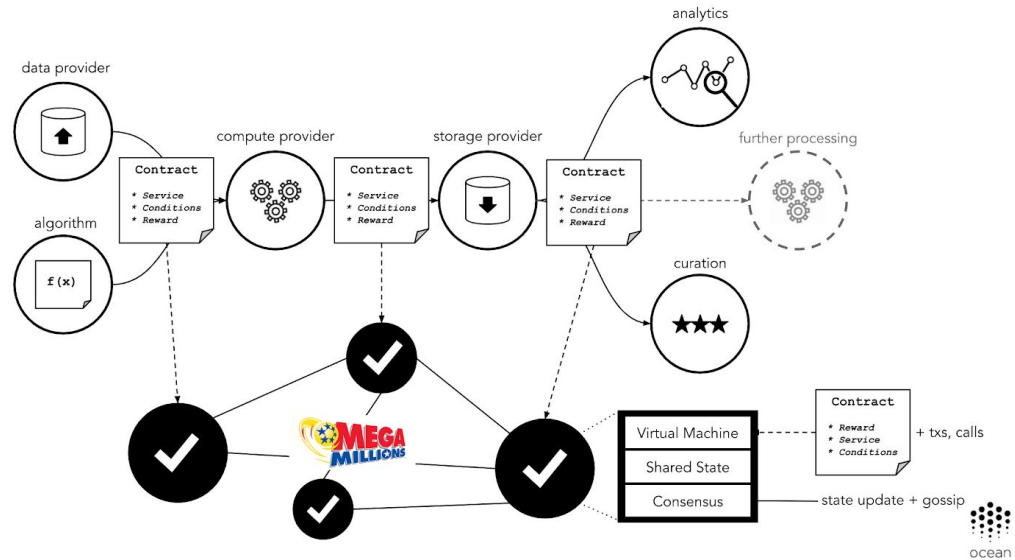 analytics
data provider
compute provider
storage provider
further processing
Contract
* Service
* Conditions
* Reward
Contract
* Service
* Conditions
* Reward
Contract
* Service
* Conditions
* Reward
algorithm
f(x)
curation
MEGA
MILLIONS
Virtual Machine
Shared State
Consensus
Contract
* Reward
* Service
* Conditions
+ txs, calls
state update + gossip
ocean